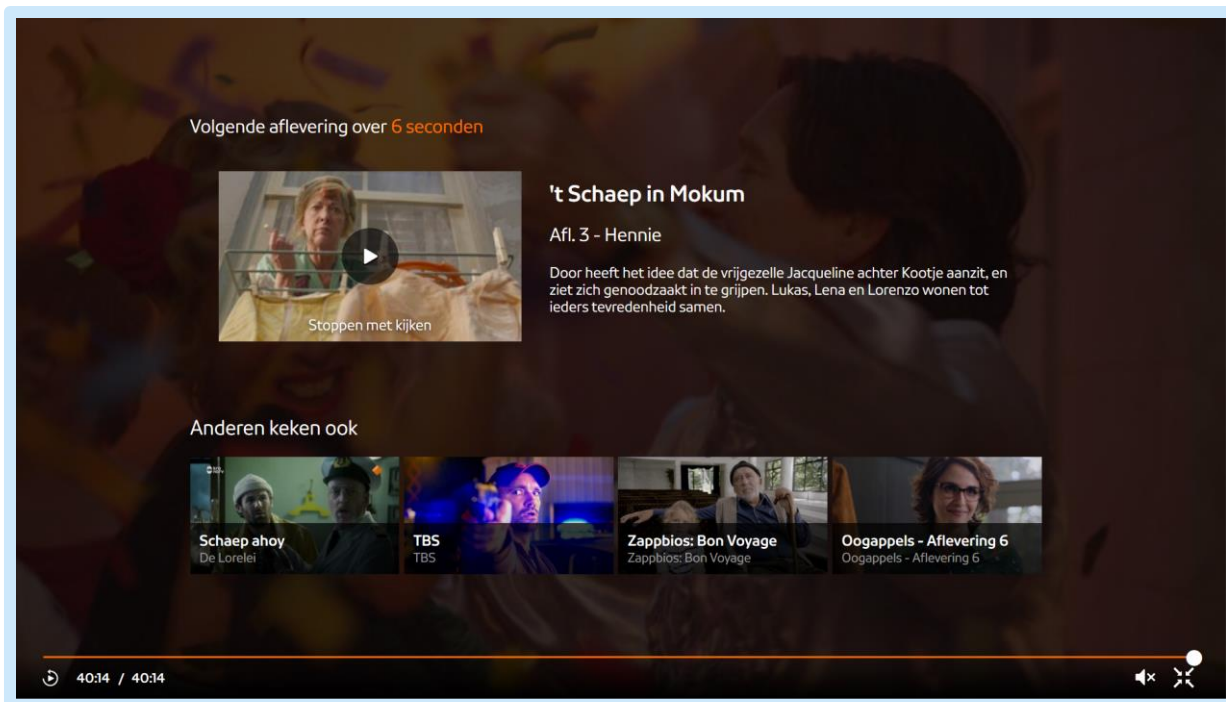 Volgende aflevering over 6 seconden
't Schaep in Mokum
Afl. 3 - Hennie
Door heeft het idee dat de vrijgezelle Jacqueline achter Kootje aanzit, en
ziet zich genoodzaakt in te grijpen. Lukas, Lena en Lorenzo wonen tot
ieders tevredenheid samen.
Stoppen met kijken
Anderen keken ook
Schaep ahoy
De Lorelei
TBS
TBS
Zappbios: Bon Voyage
Zappbios: Bon Voyage
Oogappels - Aflevering 6
Oogappels - Aflevering 6
40:14 / 40:14